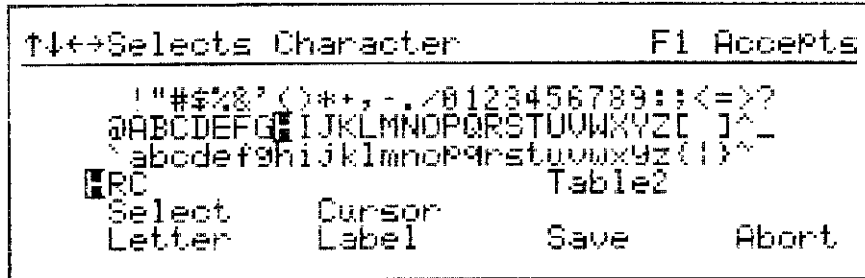 ↑↓←→Selects Character F1 Accepts
!"#$%&'()*+,-./0123456789:;<=>?
@ABCDEFGHIJKLMNOPQRSTUVWXYZ[ ]^_
`abcdefghijklmnopqrstuvwxyz{|}~
HRC Table2
Select Cursor
Letter Label Save Abort